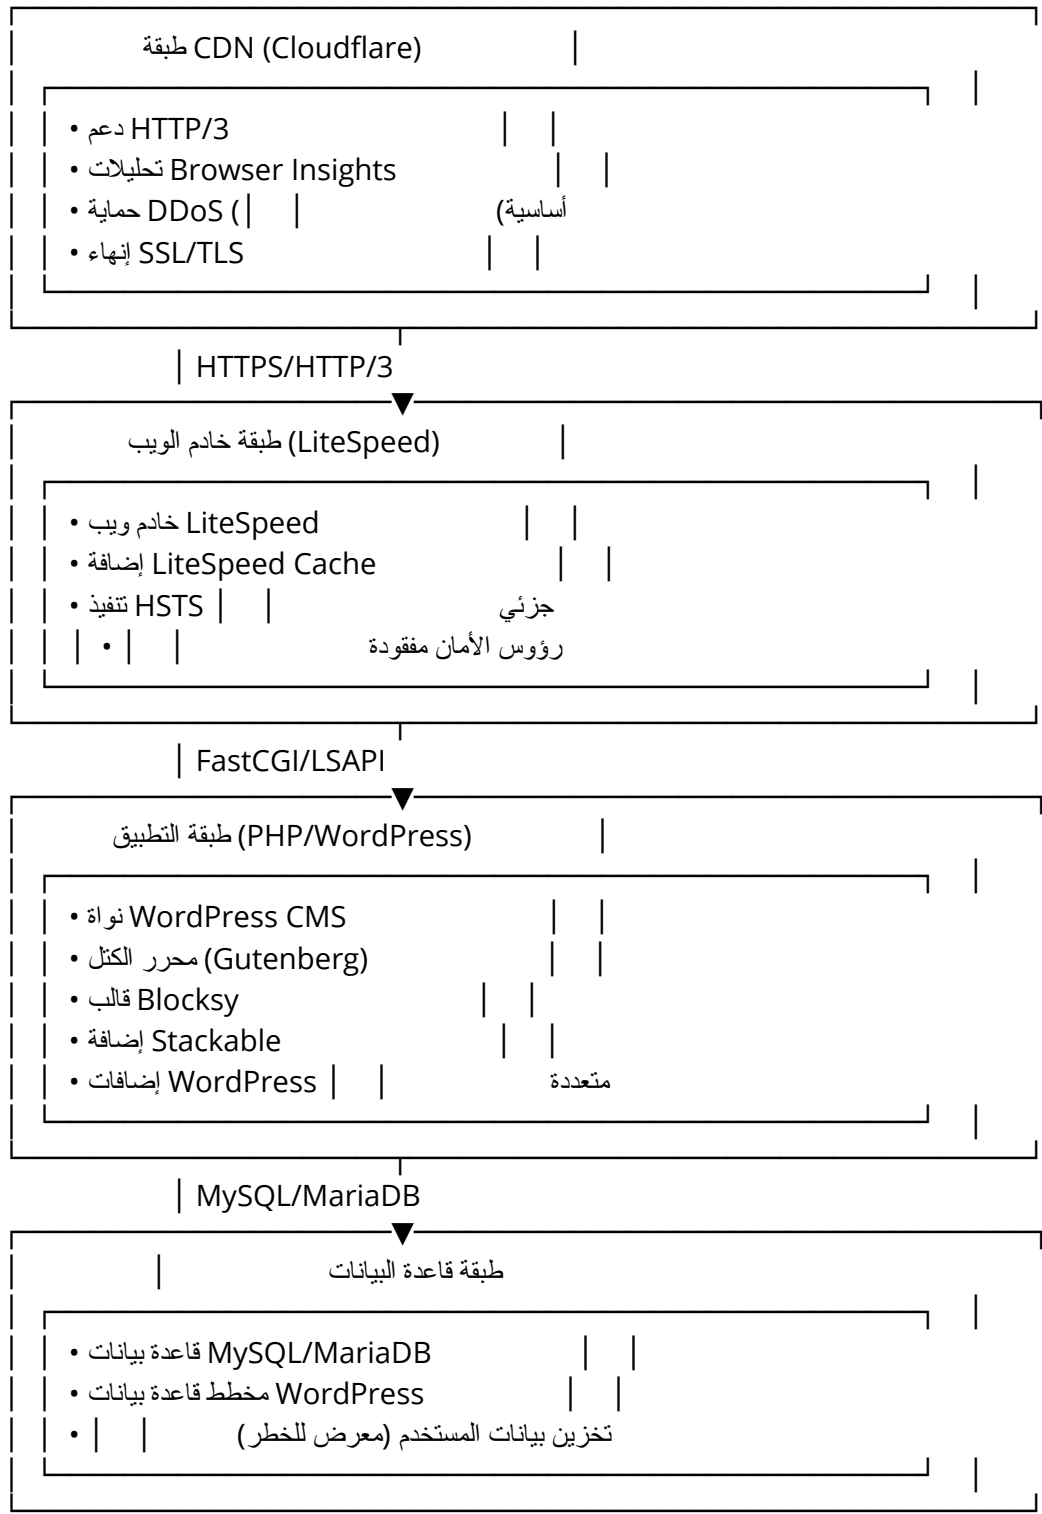 طبقة CDN (Cloudflare)
• دعم HTTP/3
• تحليلات Browser Insights
• حماية DDoS (أساسية)
• إنهاء SSL/TLS
HTTPS/HTTP/3
طبقة خادم الويب (LiteSpeed)
• خادم ويب LiteSpeed
• إضافة LiteSpeed Cache
• تنفيذ HSTS جزئي
• رؤوس الأمان مفقودة
FastCGI/LSAPI
طبقة التطبيق (PHP/WordPress)
• نواة WordPress CMS
• محرر الكتل (Gutenberg)
• قالب Blocksy
• إضافة Stackable
• إضافات WordPress متعددة
MySQL/MariaDB
طبقة قاعدة البيانات
• قاعدة بيانات MySQL/MariaDB
• مخطط قاعدة بيانات WordPress
• تخزين بيانات المستخدم (معرض للخطر)